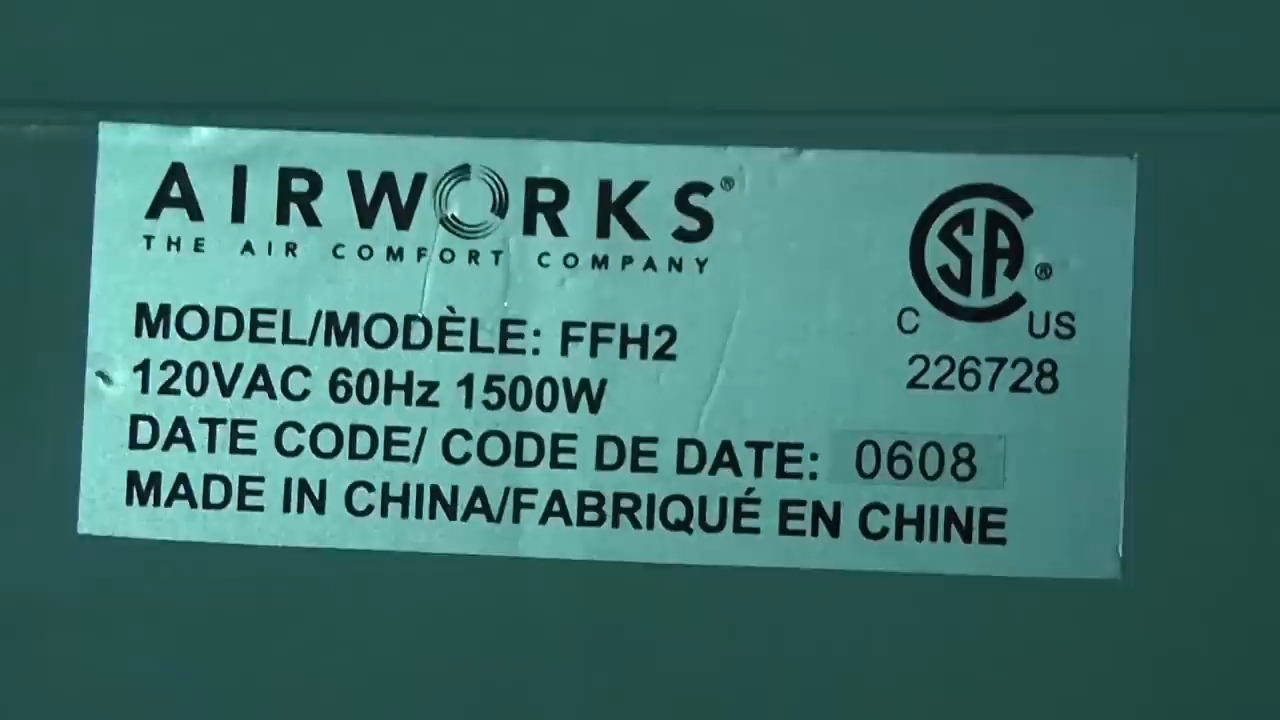 AIRWORKS®
THE AIR COMFORT COMPANY
MODEL/MODÈLE: FFH2
120VAC 60Hz 1500W
DATE CODE/ CODE DE DATE: 0608
MADE IN CHINA/FABRIQUÉ EN CHINE
CSA®
C US
226728